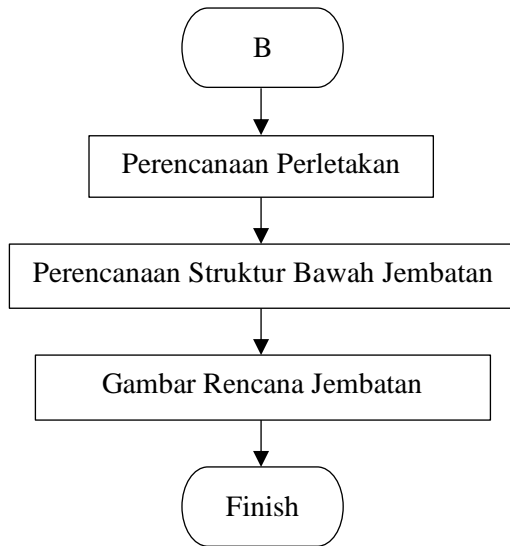 B
Perencanaan Perletakan
Perencanaan Struktur Bawah Jembatan
Gambar Rencana Jembatan
Finish